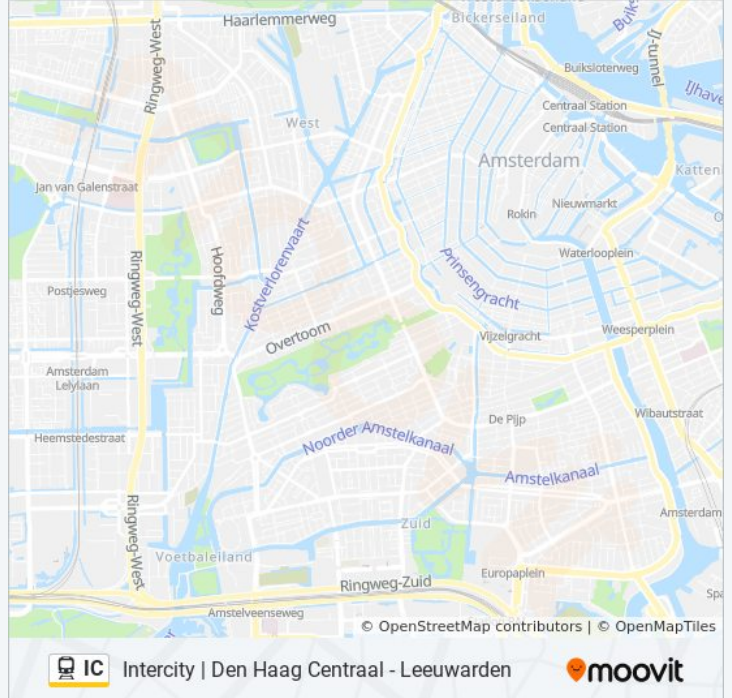 Haarlemmerweg
Bickerseiland
IJ-tunnel
Ringweg-West
Buiksloterweg
Centraal Station
Centraal Station
West
Amsterdam
Jan van Galenstraat
Nieuwmarkt
Rokin
Waterlooplein
Hoofdweg
Kostverlorenvaart
Prinsengracht
Ringweg-West
Postjesweg
Overtoom
Vijzelgracht
Weesperplein
Amsterdam
Lelylaan
De Pijp
Wibautstraat
Heemstedestraat
Noorder Amstelkanaal
Amstelkanaal
Ringweg-West
Zuid
Amsterdam
Voetbaleiland
Europaplein
Ringweg-Zuid
Amstelveenseweg
© OpenStreetMap contributors | © OpenMapTiles
IC Intercity | Den Haag Centraal - Leeuwarden moovit